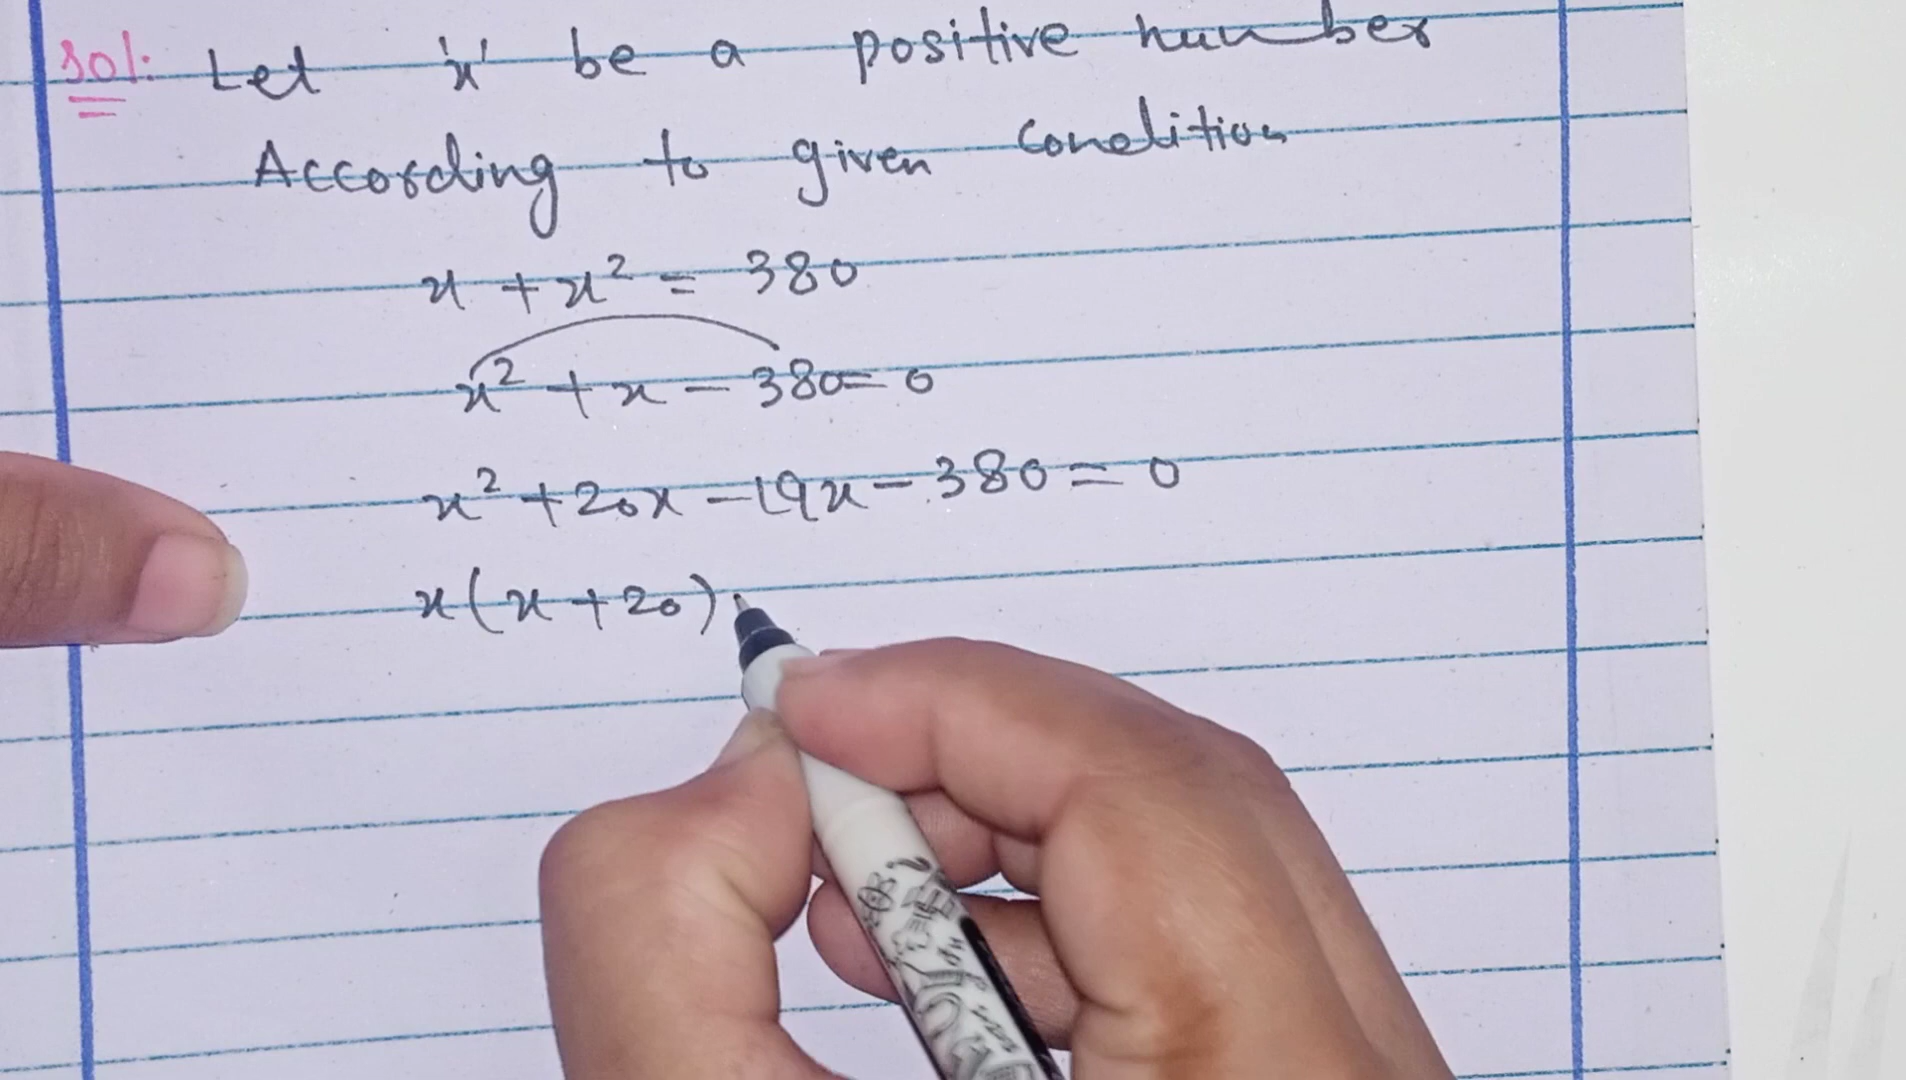 Sol: Let 'x' be a positive number
According to given condition
x + x² = 380
x² + x - 380 = 0
x² + 20x - 19x - 380 = 0
x(x + 20)